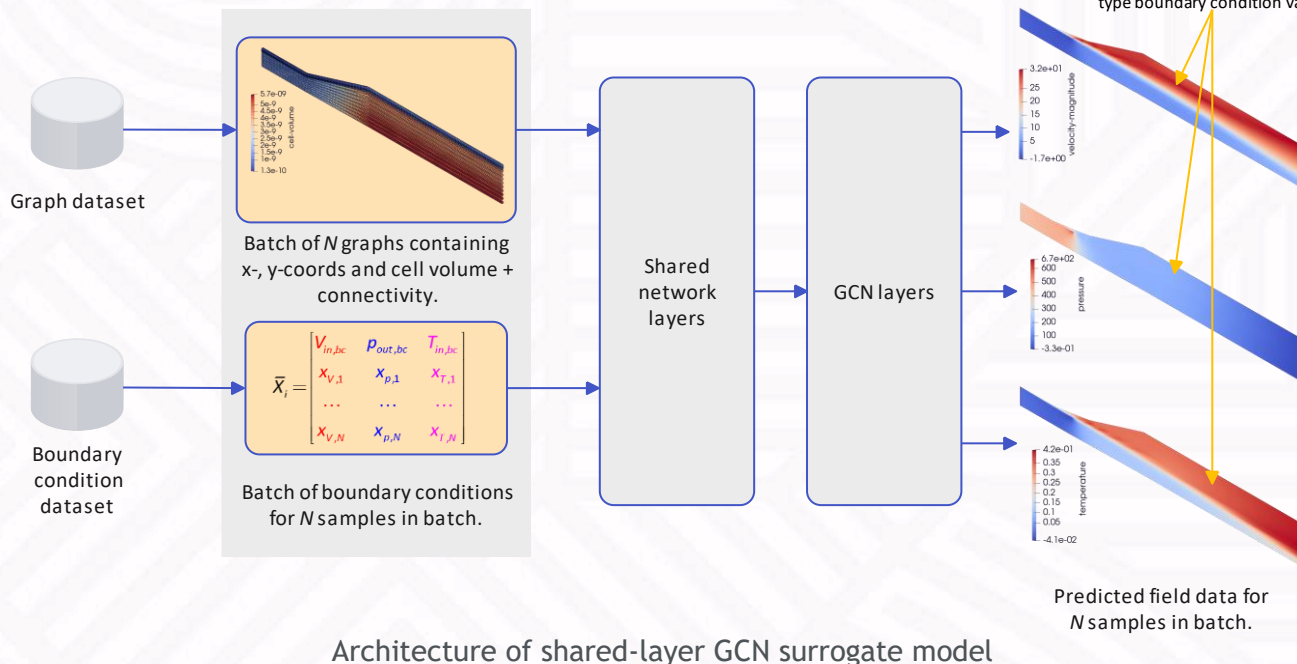 type boundary condition va
Graph dataset
5.7e-09
5e-9
4.5e-9
4e-9
3.5e-9
3e-9
2.5e-9
2e-9
1.5e-9
1e-9
1.3e-10
cell-volume
Batch of N graphs containing
x-, y-coords and cell volume +
connectivity.
Boundary
condition
dataset
X̄i =
Vin,bc pout,bc Tin,bc
xV,1 xp,1 xT,1
... ... ...
xV,N xp,N xT,N
Batch of boundary conditions
for N samples in batch.
Shared
network
layers
GCN layers
3.2e+01
25
20
15
10
5
-1.7e+00
velocity-magnitude
6.7e+02
600
500
400
300
200
100
-3.3e-01
pressure
4.2e-01
0.35
0.3
0.25
0.2
0.15
0.1
0.05
-4.1e-02
temperature
Predicted field data for
N samples in batch.
Architecture of shared-layer GCN surrogate model